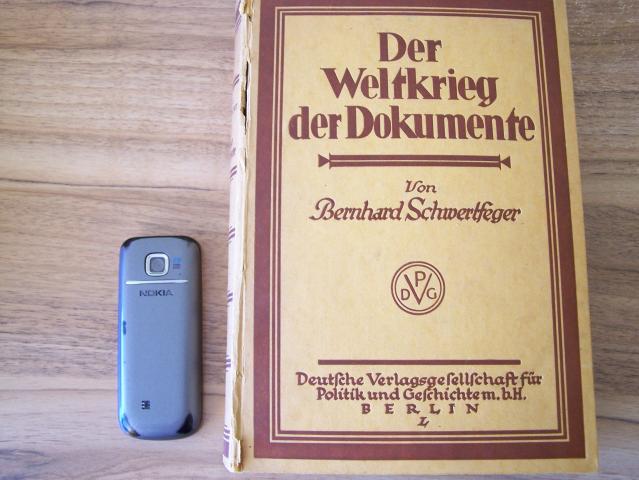 Der
Weltkrieg
der Dokumente
Von
Bernhard Schwertfeger
DVPG
Deutſche Verlagsgeſellſchaft für
Politik und Geſchichte m.b.H.
BERLIN
NOKIA